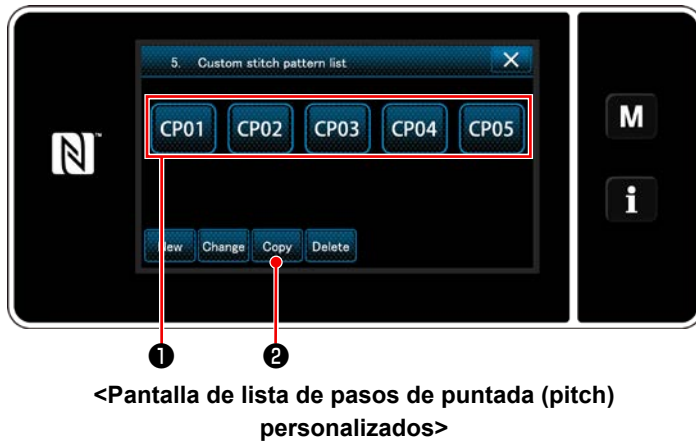 5. Custom stitch pattern list
CP01 CP02 CP03 CP04 CP05
M
i
New Change Copy Delete
❶ ❷
<Pantalla de lista de pasos de puntada (pitch)
personalizados>